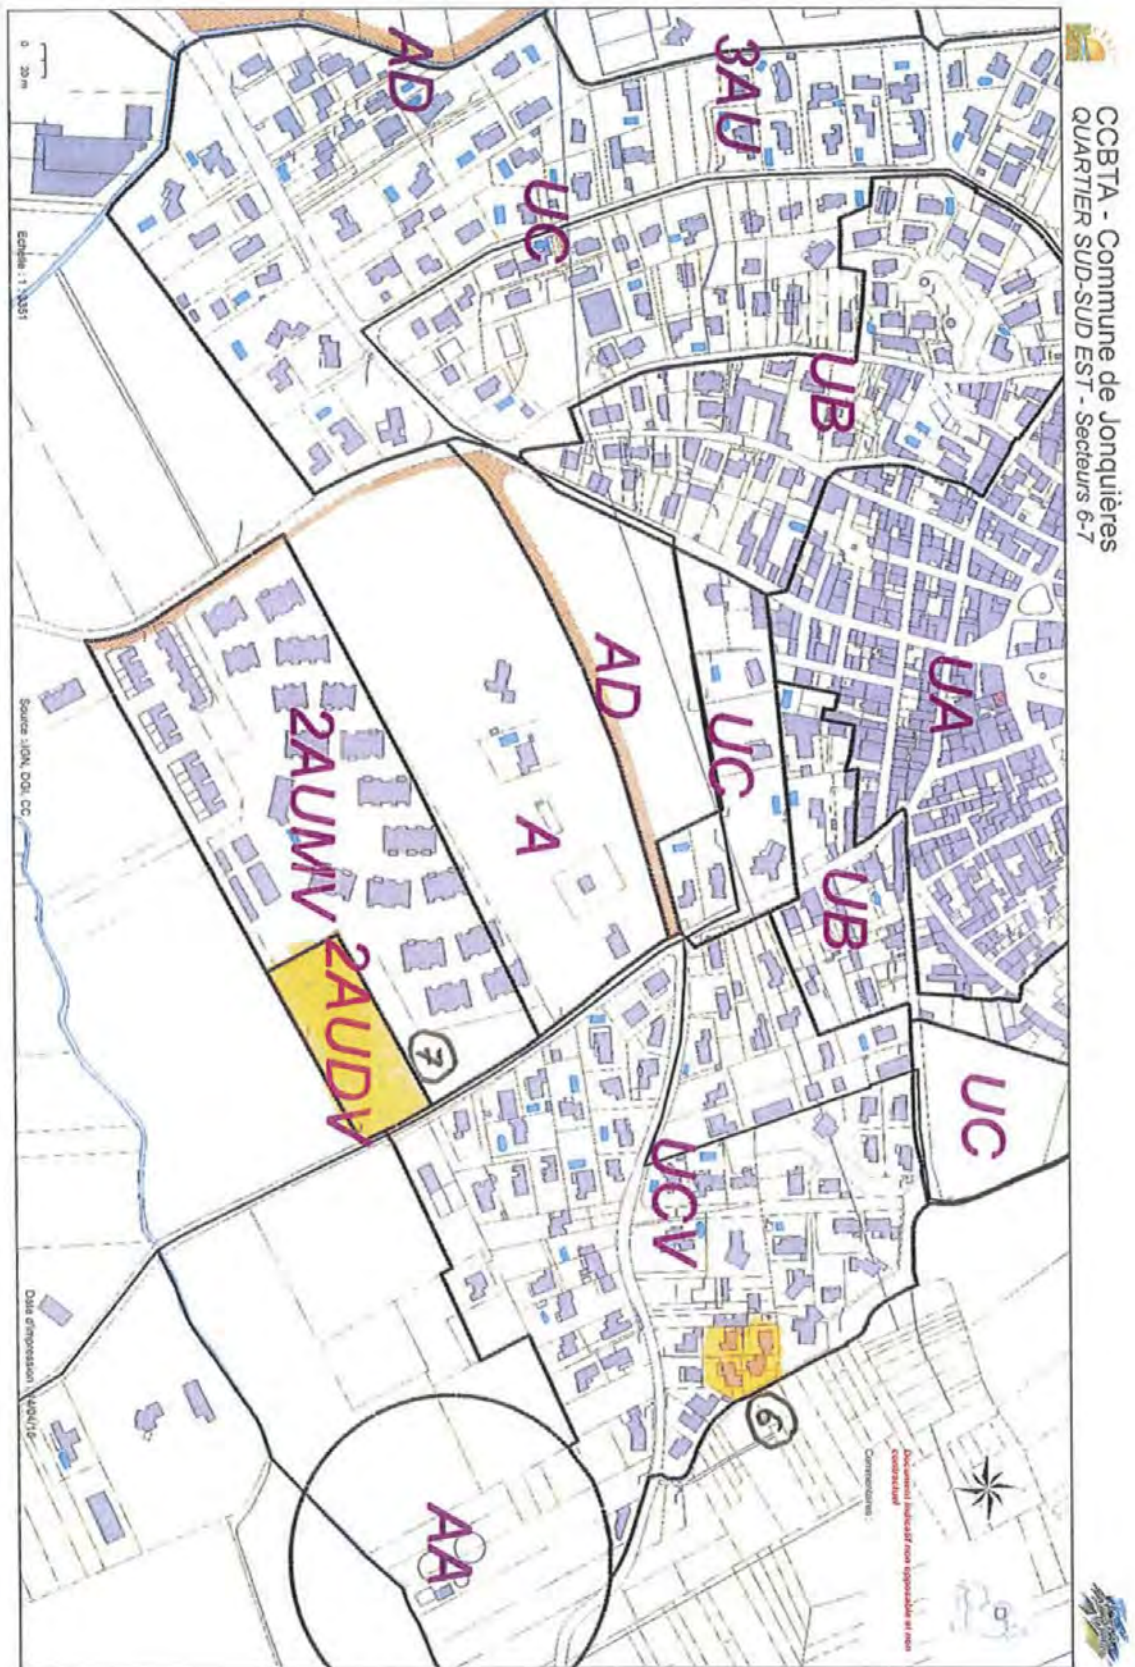 CCBTA - Commune de Jonquières
QUARTIER SUD-SUD EST - Secteurs 6-7
AD
3AU
UC
UB
UA
AD
UC
UB
UC
A
2AUMV
2AUDV
7
UCV
6
AA
Document indicatif non opposable et non
contractuel
Commentaires :
0 20 m
Echelle : 1 : 3351
Source : IGN, DGI, CC
Date d'impression :